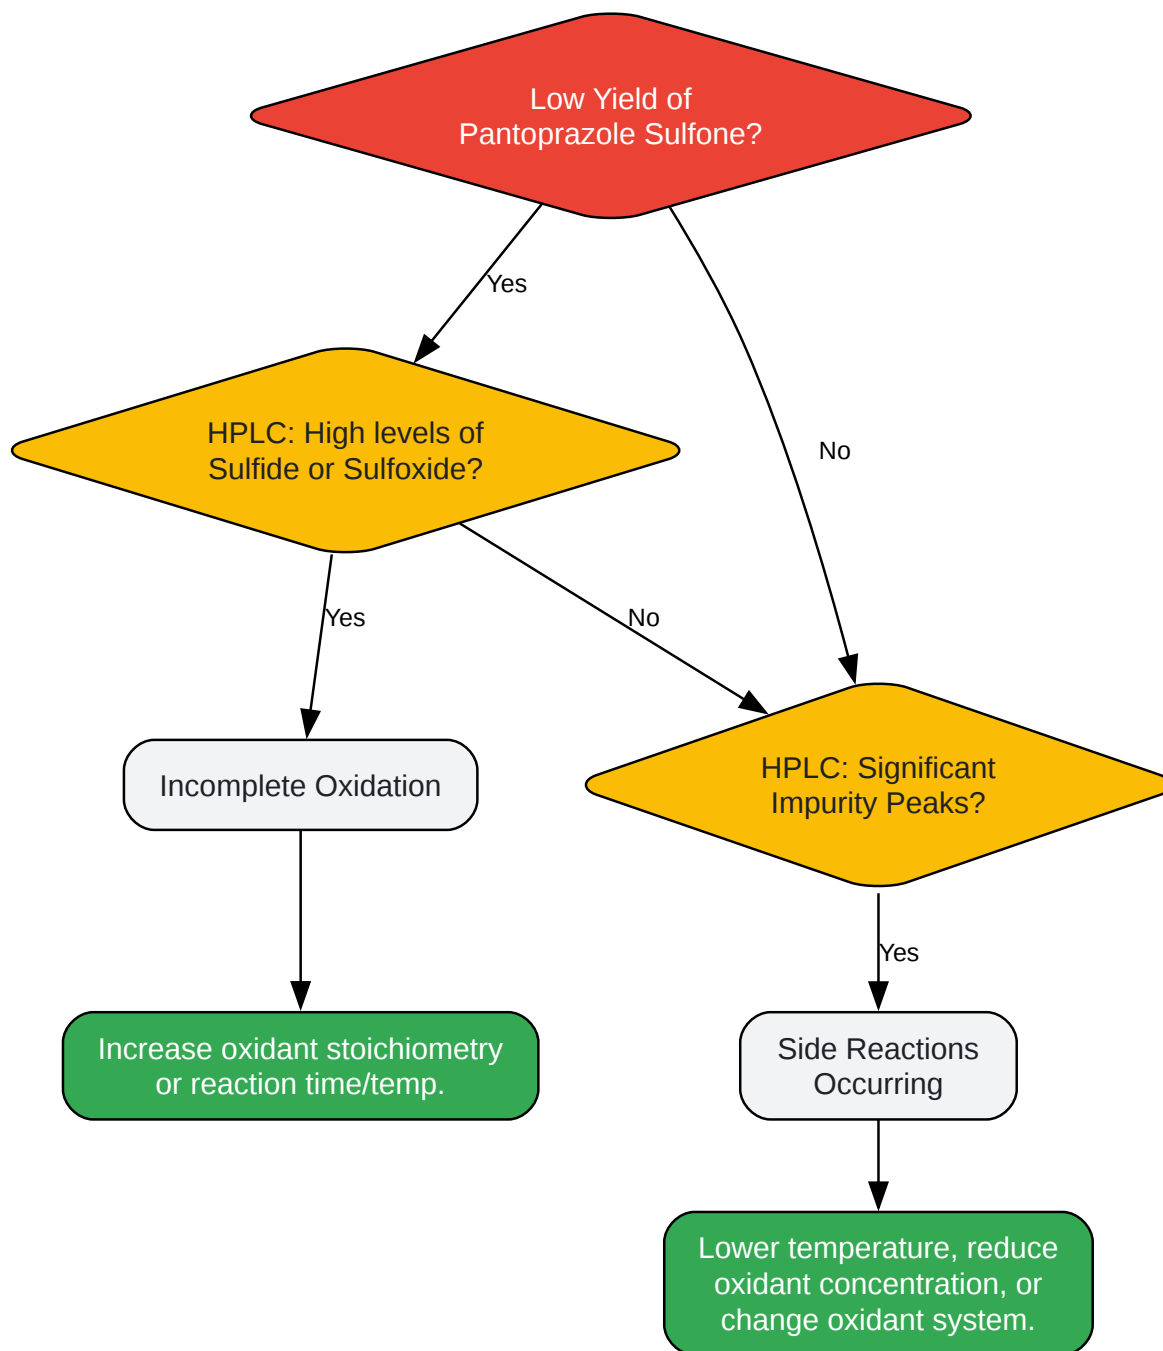 Low Yield of
Pantoprazole Sulfone?
Yes
HPLC: High levels of
Sulfide or Sulfoxide?
No
Yes
No
Incomplete Oxidation
HPLC: Significant
Impurity Peaks?
Yes
Increase oxidant stoichiometry
or reaction time/temp.
Side Reactions
Occurring
Lower temperature, reduce
oxidant concentration, or
change oxidant system.